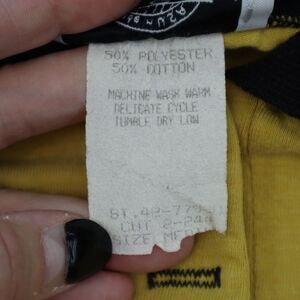 50% POLYESTER
50% COTTON
MACHINE WASH WARM
DELICATE CYCLE
TUMBLE DRY LOW
CUT
SIZE